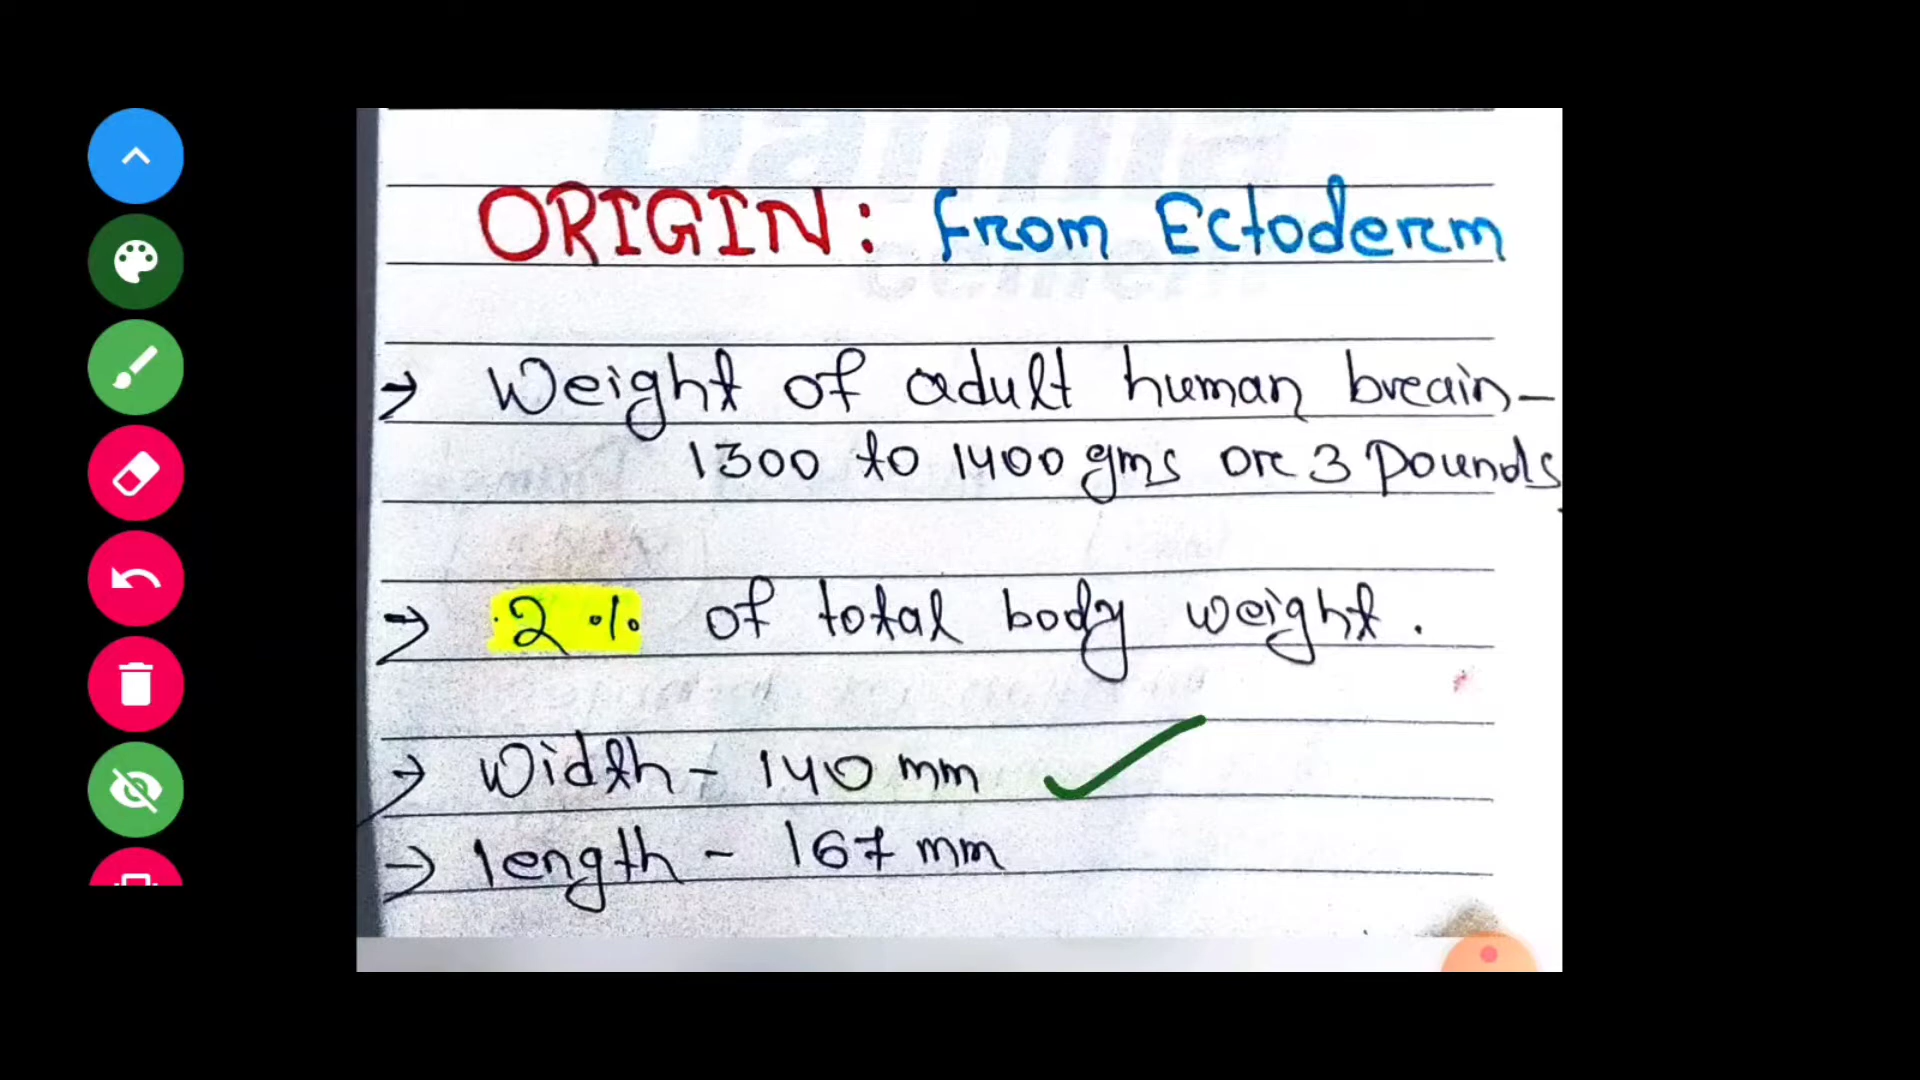 ORIGIN: From Ectoderm
→ Weight of adult human brain-
1300 to 1400 gms or 3 Pounds.
→ 2% of total body weight.
→ Width - 140 mm
→ length - 167 mm